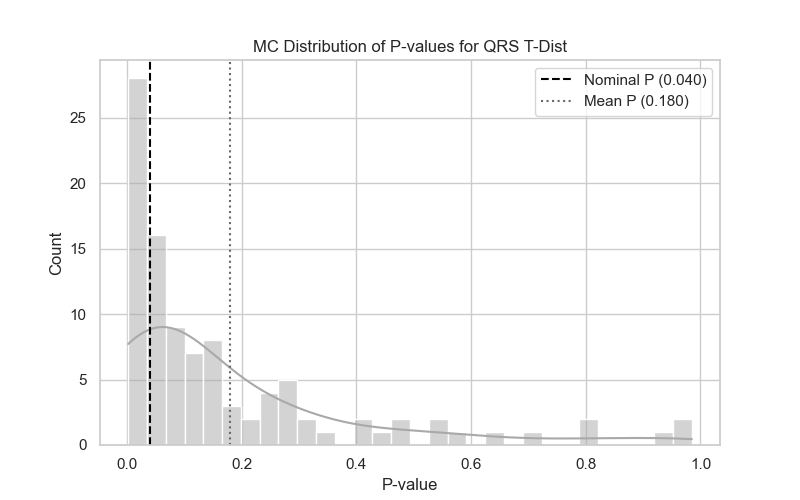 MC Distribution of P-values for QRS T-Dist
Nominal P (0.040)
Mean P (0.180)
Count
25
20
15
10
5
0
0.0 0.2 0.4 0.6 0.8 1.0
P-value